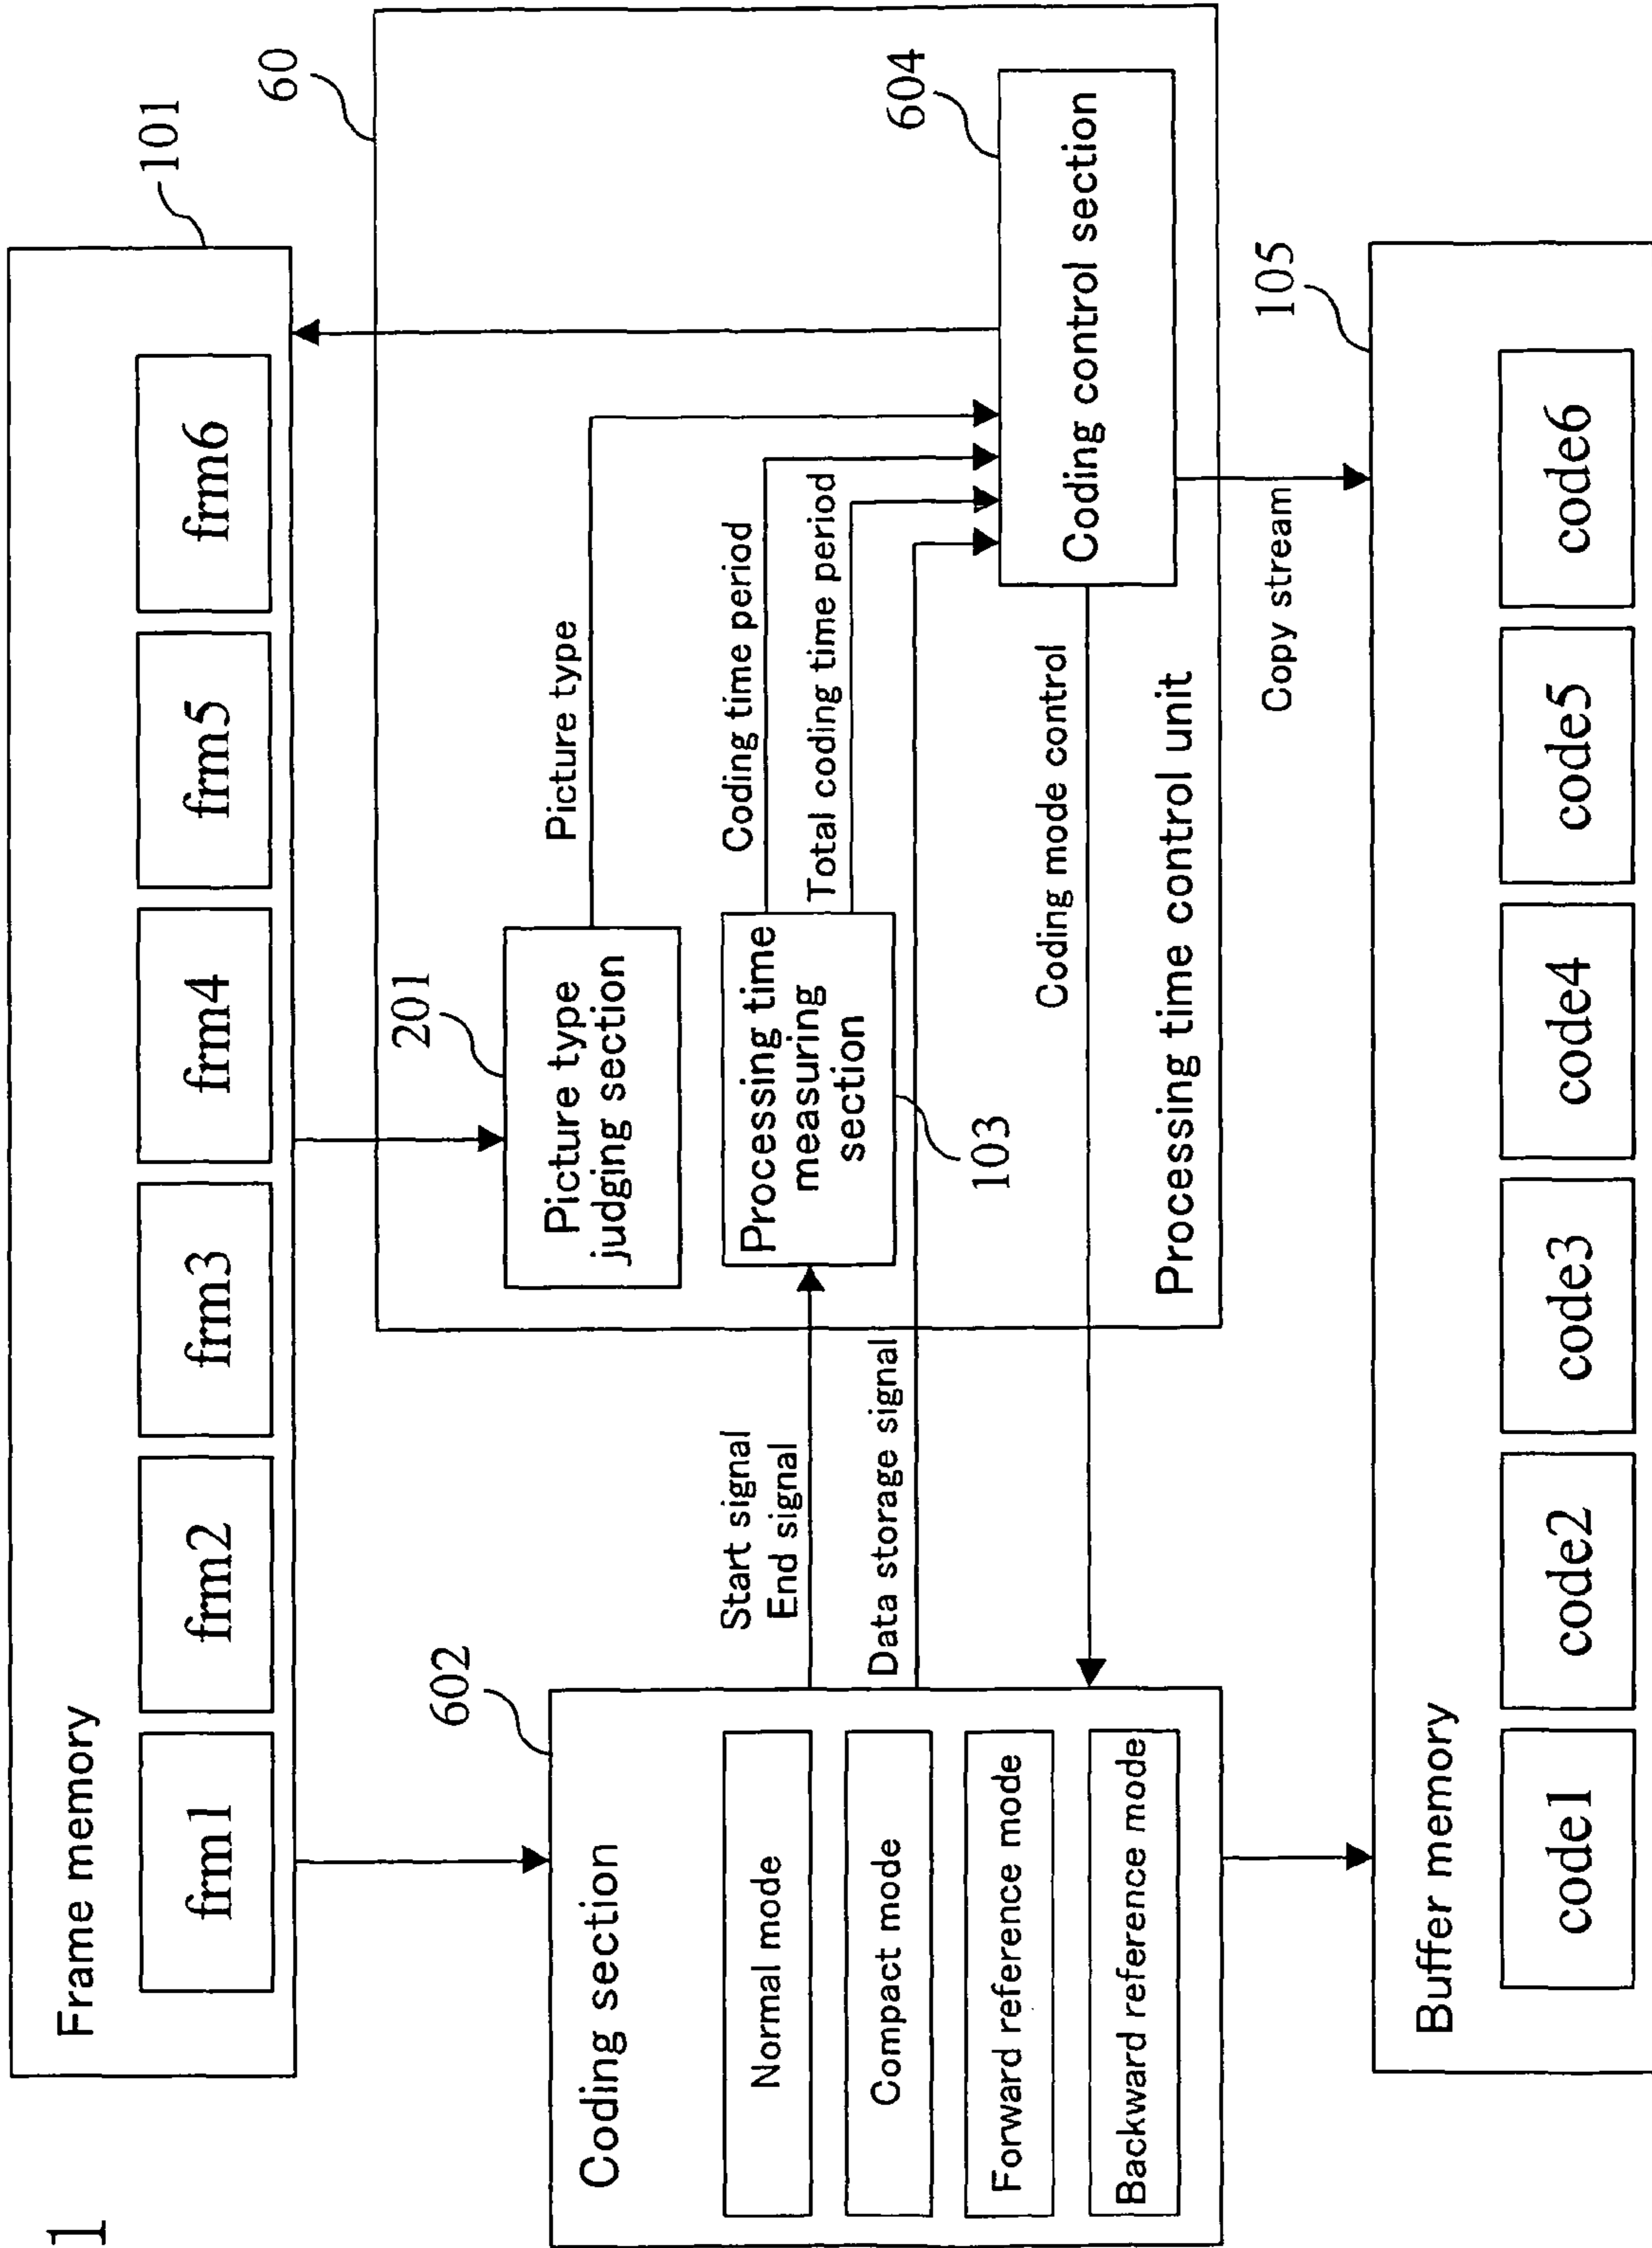 1
Frame memory
frm1
frm2
frm3
frm4
frm5
frm6
101
60
602
Coding section
Normal mode
Compact mode
Forward reference mode
Backward reference mode
Start signal
End signal
Data storage signal
201
Picture type
judging section
Picture type
Processing time
measuring
section
103
Coding time period
Total coding time period
604
Coding control section
Coding mode control
Processing time control unit
Copy stream
105
Buffer memory
code1
code2
code3
code4
code5
code6